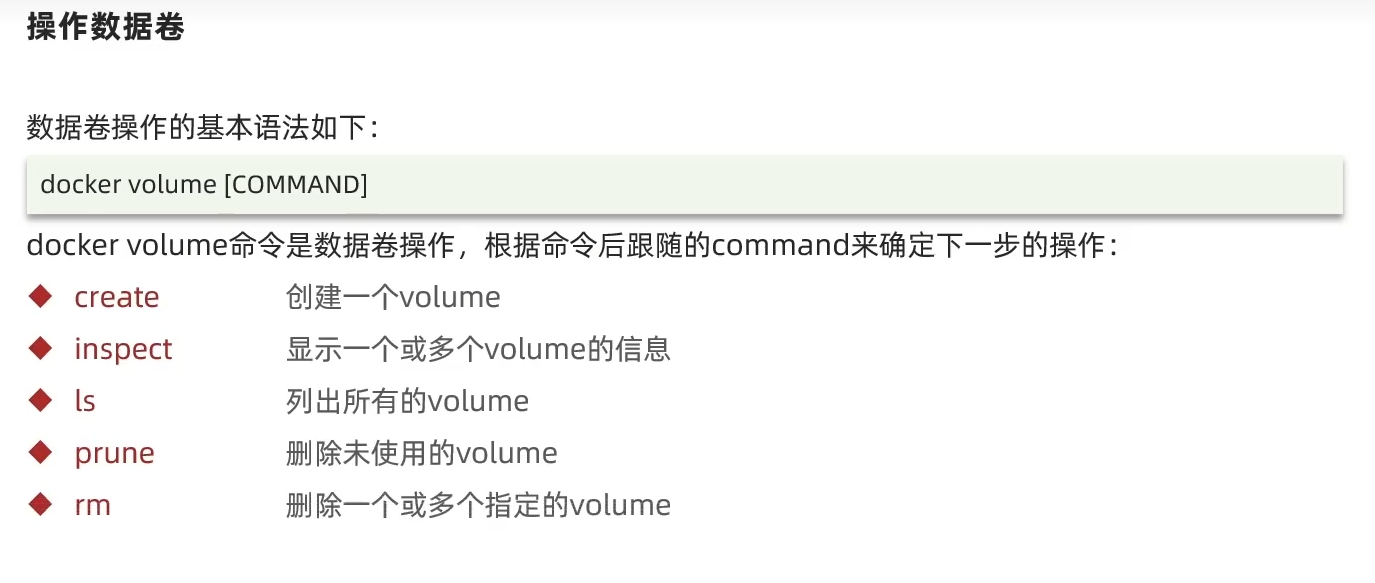 操作数据卷
数据卷操作的基本语法如下：
docker volume [COMMAND]
docker volume命令是数据卷操作，根据命令后跟随的command来确定下一步的操作：
create 创建一个volume
inspect 显示一个或多个volume的信息
ls 列出所有的volume
prune 删除未使用的volume
rm 删除一个或多个指定的volume